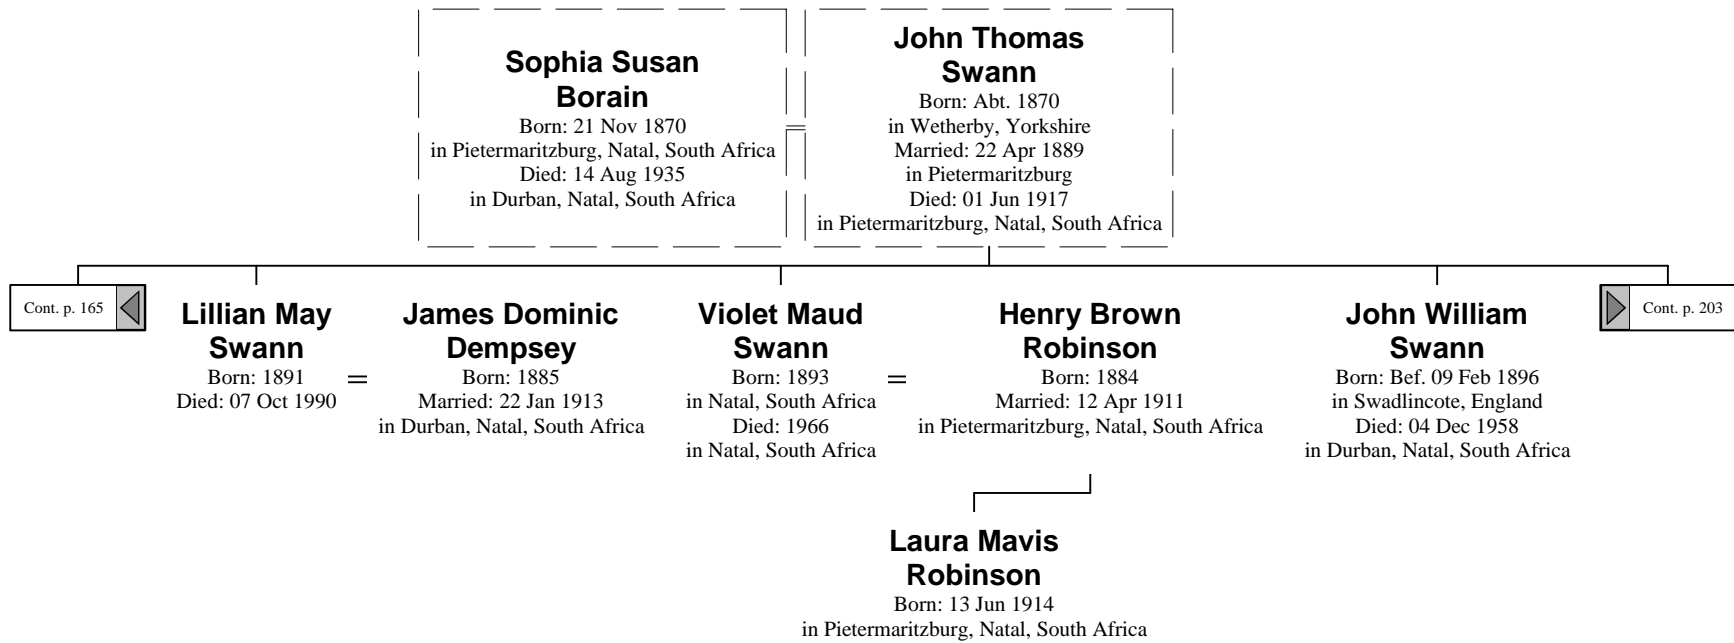 Sophia Susan
Borain
Born: 21 Nov 1870
in Pietermaritzburg, Natal, South Africa
Died: 14 Aug 1935
in Durban, Natal, South Africa
=
John Thomas
Swann
Born: Abt. 1870
in Wetherby, Yorkshire
Married: 22 Apr 1889
in Pietermaritzburg
Died: 01 Jun 1917
in Pietermaritzburg, Natal, South Africa
Cont. p. 165
Lillian May
Swann
Born: 1891
Died: 07 Oct 1990
=
James Dominic
Dempsey
Born: 1885
Married: 22 Jan 1913
in Durban, Natal, South Africa
Violet Maud
Swann
Born: 1893
in Natal, South Africa
Died: 1966
in Natal, South Africa
=
Henry Brown
Robinson
Born: 1884
Married: 12 Apr 1911
in Pietermaritzburg, Natal, South Africa
John William
Swann
Born: Bef. 09 Feb 1896
in Swadlincote, England
Died: 04 Dec 1958
in Durban, Natal, South Africa
Cont. p. 203
Laura Mavis
Robinson
Born: 13 Jun 1914
in Pietermaritzburg, Natal, South Africa